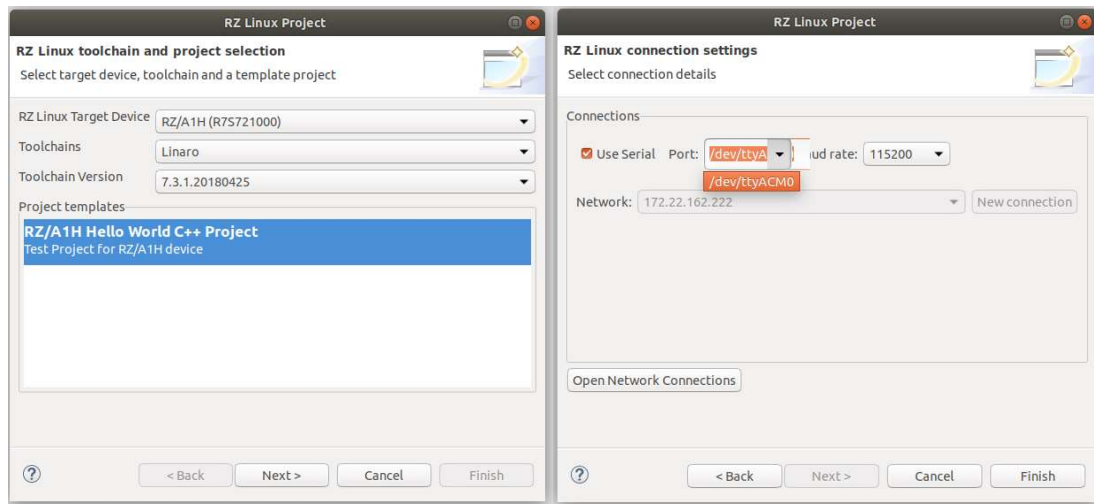 RZ Linux Project
RZ Linux toolchain and project selection
Select target device, toolchain and a template project
RZ Linux Target Device RZ/A1H (R7S721000)
Toolchains Linaro
Toolchain Version 7.3.1.20180425
Project templates
RZ/A1H Hello World C++ Project
Test Project for RZ/A1H device
< Back Next > Cancel Finish
RZ Linux Project
RZ Linux connection settings
Select connection details
Connections
Use Serial Port: /dev/ttyA aud rate: 115200
/dev/ttyACM0
Network: 172.22.162.222 New connection
Open Network Connections
< Back Next > Cancel Finish